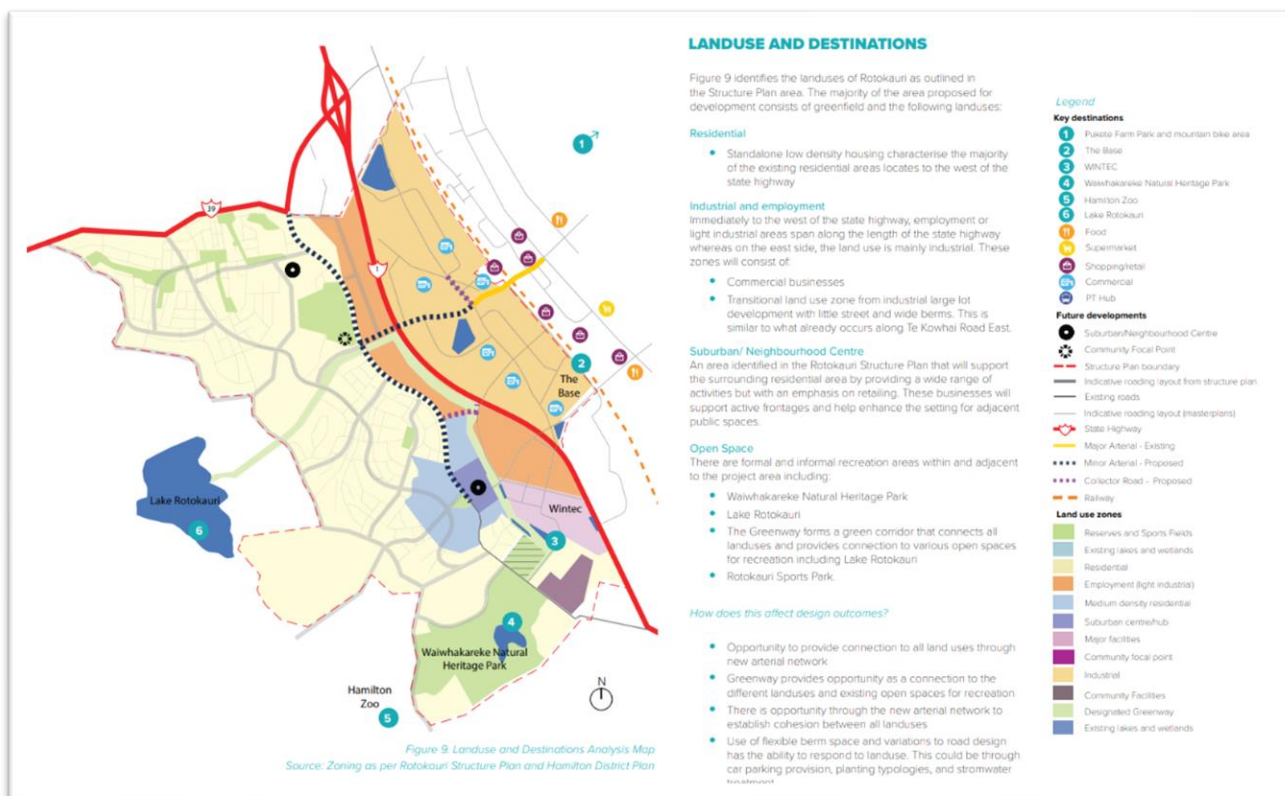 39
1
1
2
The
Base
Lake Rotokauri
6
Wintec
3
4
Waiwhakareke Natural
Heritage Park
Hamilton
Zoo
5
N
Figure 9. Landuse and Destinations Analysis Map
Source: Zoning as per Rotokauri Structure Plan and Hamilton District Plan
LANDUSE AND DESTINATIONS
Figure 9 identifies the landuses of Rotokauri as outlined in
the Structure Plan area. The majority of the area proposed for
development consists of greenfield and the following landuses:
Residential
• Standalone low density housing characterise the majority
of the existing residential areas locates to the west of the
state highway
Industrial and employment
Immediately to the west of the state highway, employment or
light industrial areas span along the length of the state highway
whereas on the east side, the land use is mainly industrial. These
zones will consist of:
• Commercial businesses
• Transitional land use zone from industrial large lot
development with little street and wide berms. This is
similar to what already occurs along Te Kowhai Road East.
Suburban/ Neighbourhood Centre
An area identified in the Rotokauri Structure Plan that will support
the surrounding residential area by providing a wide range of
activities but with an emphasis on retailing. These businesses will
support active frontages and help enhance the setting for adjacent
public spaces.
Open Space
There are formal and informal recreation areas within and adjacent
to the project area including:
• Waiwhakareke Natural Heritage Park
• Lake Rotokauri
• The Greenway forms a green corridor that connects all
landuses and provides connection to various open spaces
for recreation including Lake Rotokauri
• Rotokauri Sports Park.
How does this affect design outcomes?
• Opportunity to provide connection to all land uses through
new arterial network
• Greenway provides opportunity as a connection to the
different landuses and existing open spaces for recreation
• There is opportunity through the new arterial network to
establish cohesion between all landuses
• Use of flexible berm space and variations to road design
has the ability to respond to landuse. This could be through
car parking provision, planting typologies, and stromwater
treatment
Legend
Key destinations
1 Pukete Farm Park and mountain bike area
2 The Base
3 WINTEC
4 Waiwhakareke Natural Heritage Park
5 Hamilton Zoo
6 Lake Rotokauri
Food
Supermarket
Shopping/retail
Commercial
PT Hub
Future developments
Suburban/Neighbourhood Centre
Community Focal Point
Structure Plan boundary
Indicative roading layout from structure plan
Existing roads
Indicative roading layout (masterplans)
State Highway
Major Arterial - Existing
Minor Arterial - Proposed
Collector Road - Proposed
Railway
Land use zones
Reserves and Sports Fields
Existing lakes and wetlands
Residential
Employment (light industrial)
Medium density residential
Suburban centre/hub
Major facilities
Community focal point
Industrial
Community Facilities
Designated Greenway
Existing lakes and wetlands